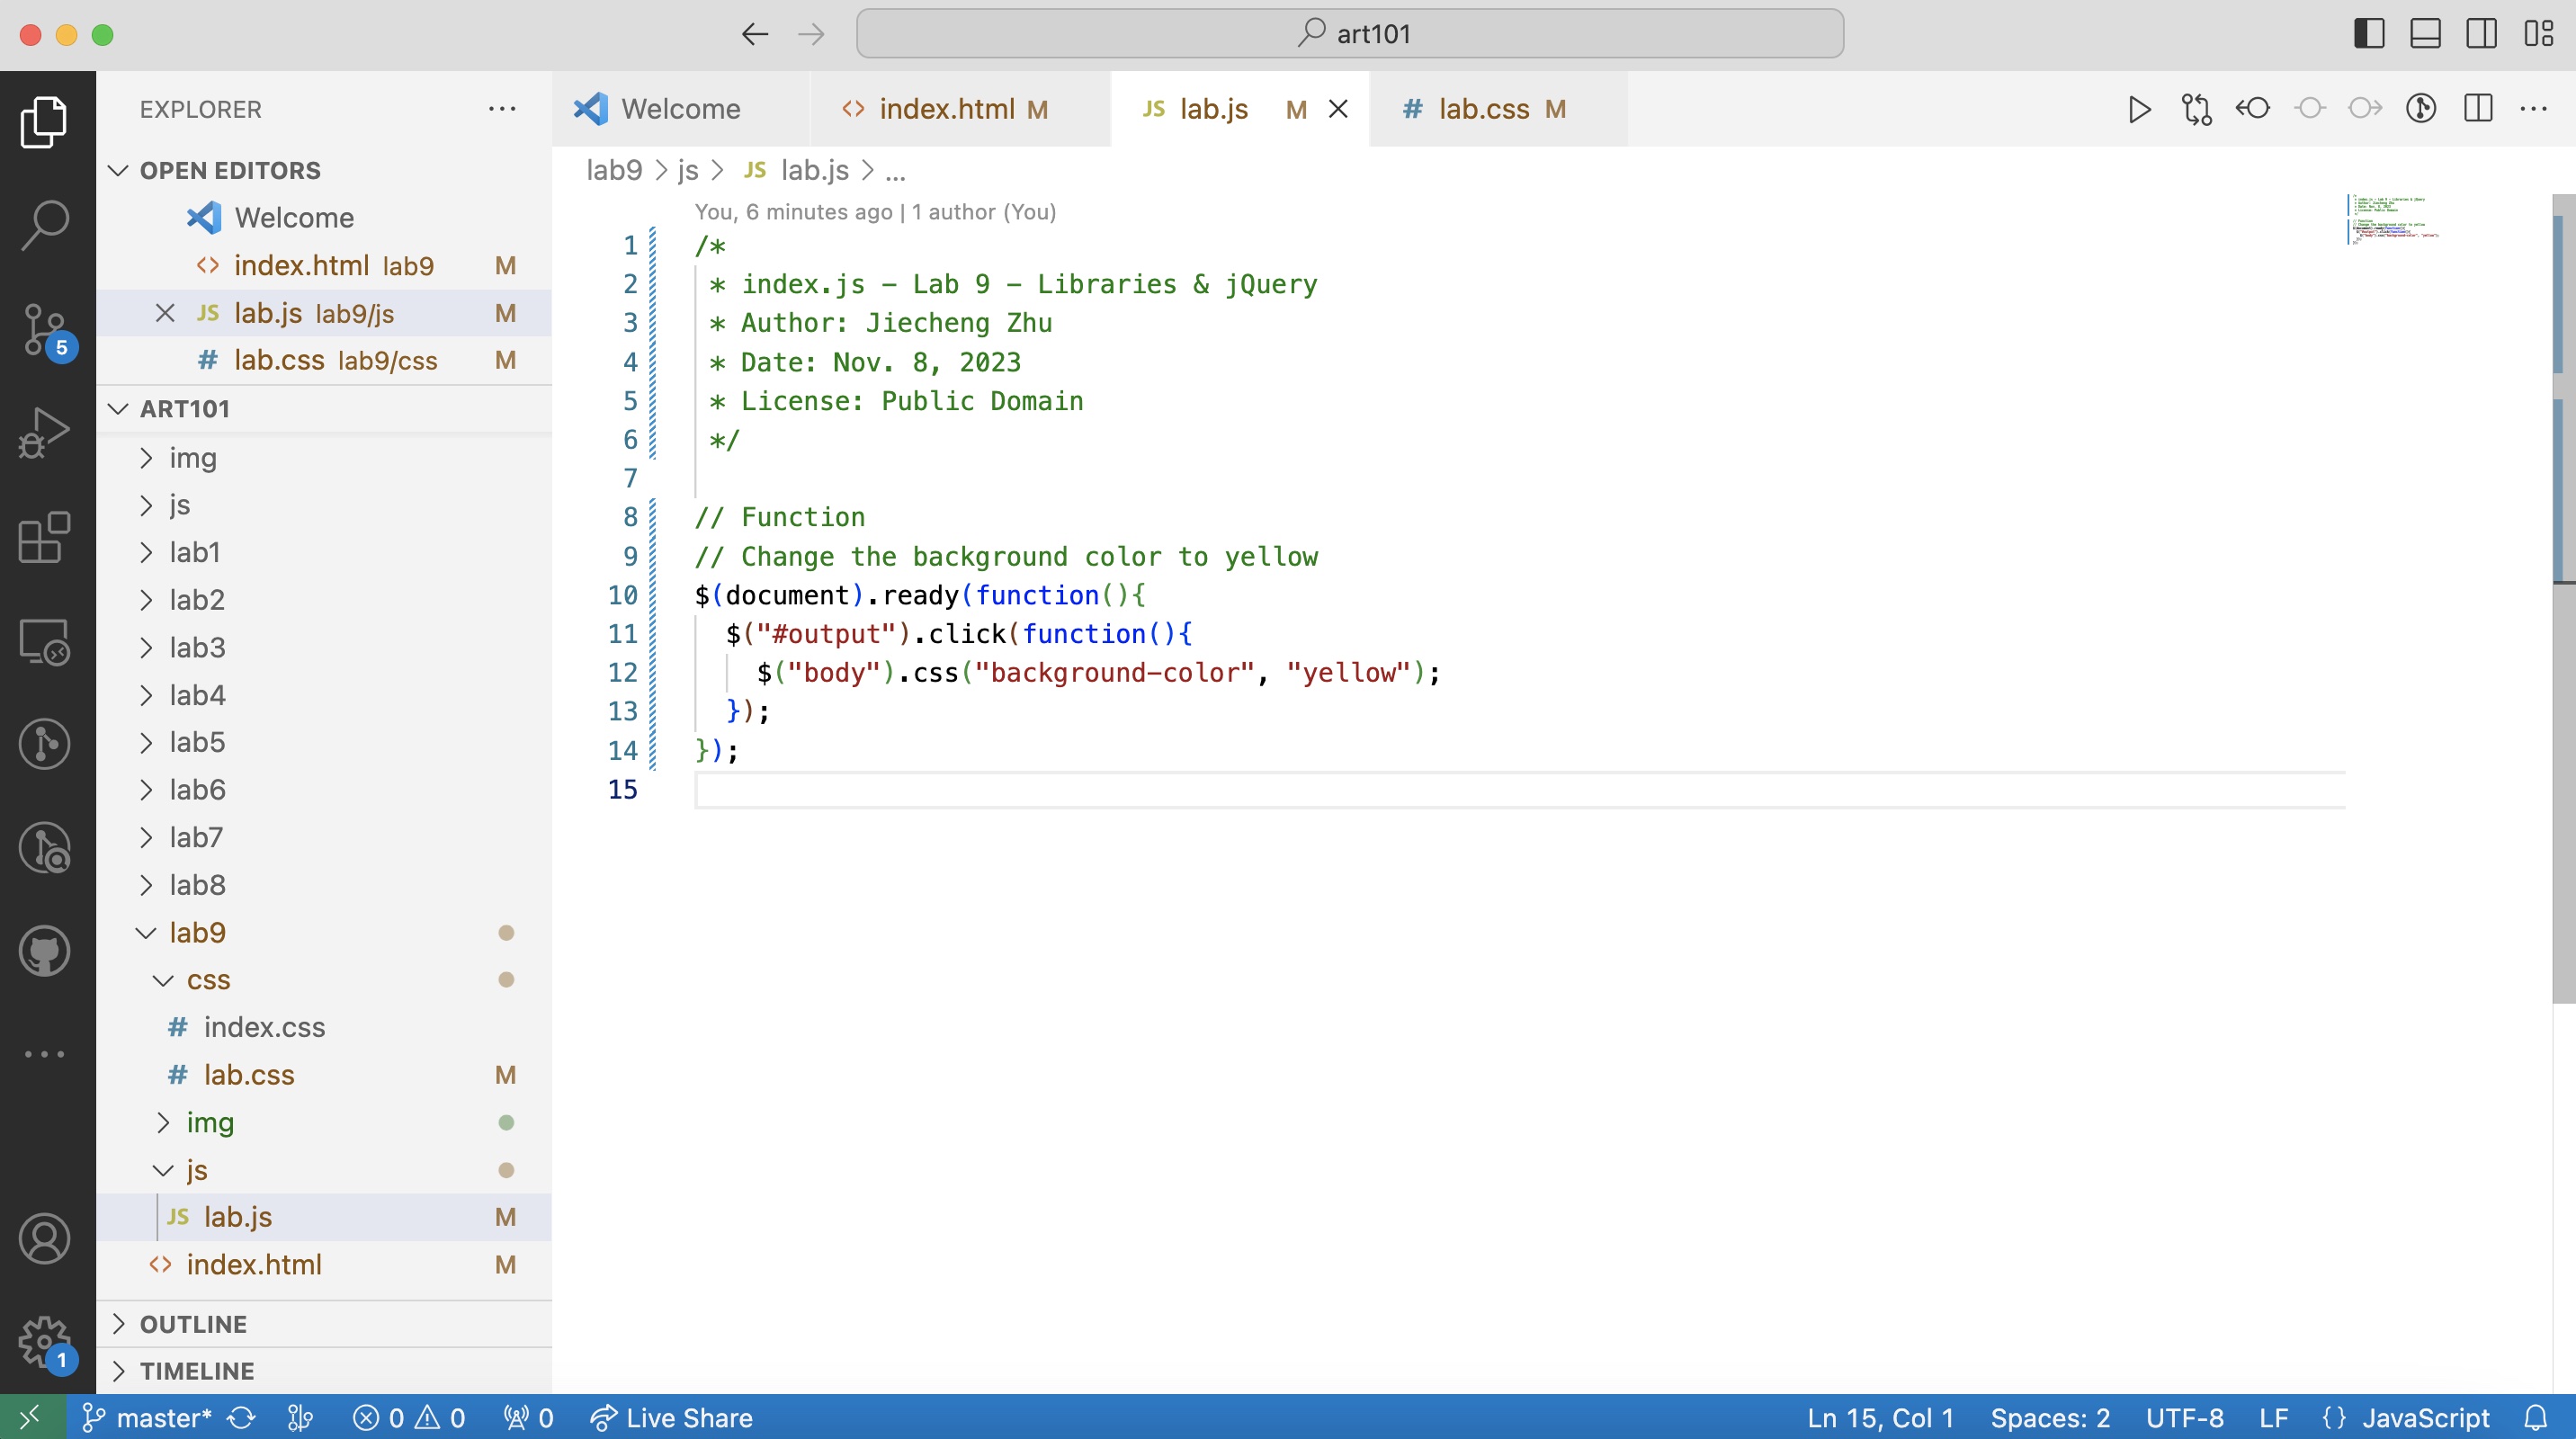 art101
EXPLORER
OPEN EDITORS
Welcome
index.html lab9 M
JS lab.js lab9/js M
# lab.css lab9/css M
ART101
img
js
lab1
lab2
lab3
lab4
lab5
lab6
lab7
lab8
lab9
css
# index.css
# lab.css M
img
js
JS lab.js M
<> index.html M
OUTLINE
TIMELINE
5
1
Welcome
<> index.html M
JS lab.js M
# lab.css M
lab9 > js > JS lab.js > ...
You, 6 minutes ago | 1 author (You)
1 /*
2  * index.js - Lab 9 - Libraries & jQuery
3  * Author: Jiecheng Zhu
4  * Date: Nov. 8, 2023
5  * License: Public Domain
6  */
7
8 // Function
9 // Change the background color to yellow
10 $(document).ready(function(){
11   $("#output").click(function(){
12     $("body").css("background-color", "yellow");
13   });
14 });
15
master* 0 0 0 Live Share
Ln 15, Col 1 Spaces: 2 UTF-8 LF {} JavaScript